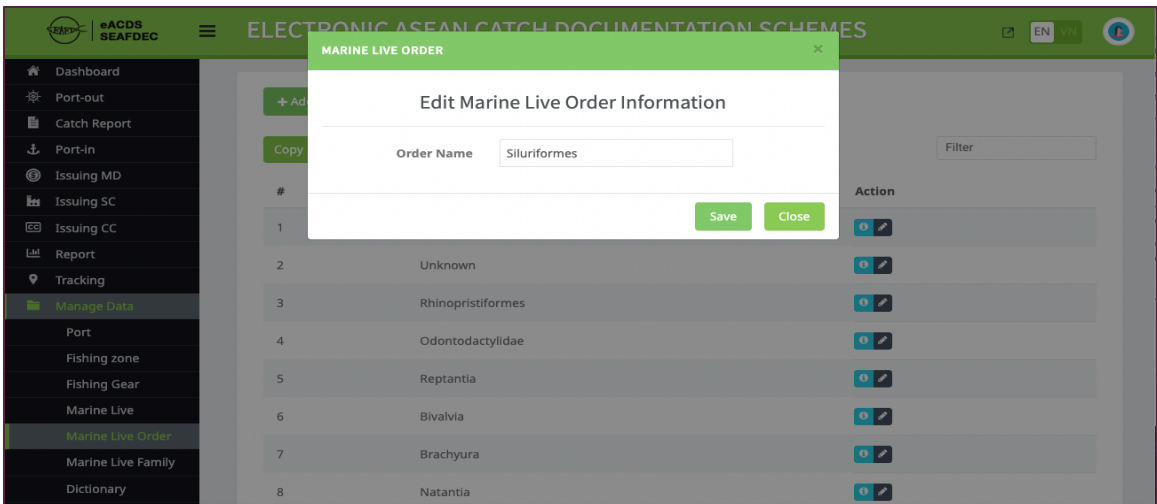 eACDS
SEAFDEC
ELECTRONIC ASEAN CATCH DOCUMENTATION SCHEMES
EN VN
MARINE LIVE ORDER ×
Edit Marine Live Order Information
Order Name Siluriformes
Save Close
Dashboard
Port-out
Catch Report
Port-in
Issuing MD
Issuing SC
CC Issuing CC
Report
Tracking
Manage Data
Port
Fishing zone
Fishing Gear
Marine Live
Marine Live Order
Marine Live Family
Dictionary
+ Ad
Copy
Filter
# Action
1
2 Unknown
3 Rhinopristiformes
4 Odontodactylidae
5 Reptantia
6 Bivalvia
7 Brachyura
8 Natantia